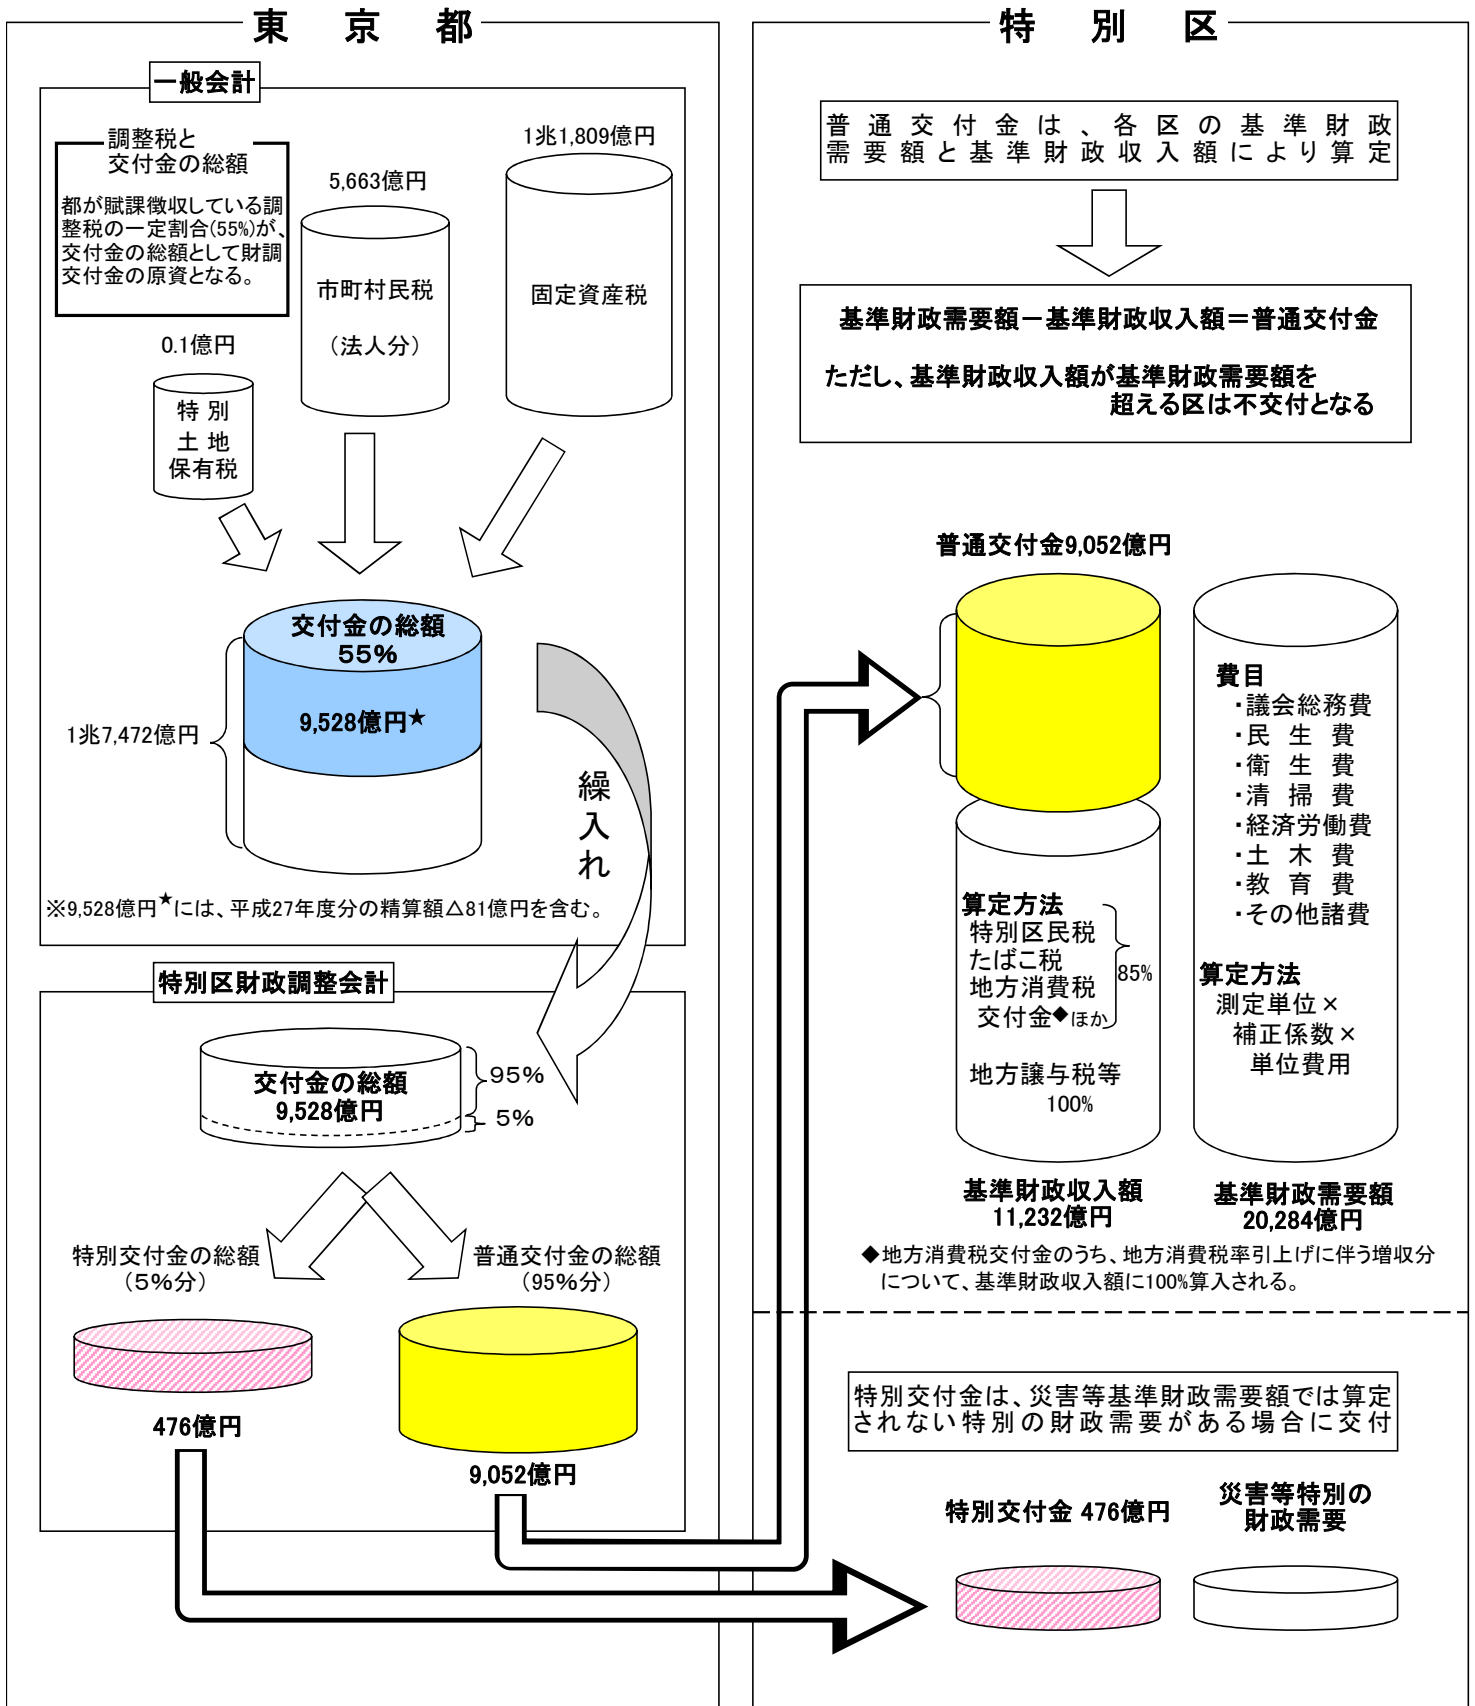 東京都
一般会計
調整税と
交付金の総額
都が賦課徴収している調
整税の一定割合(55%)が、
交付金の総額として財調
交付金の原資となる。
0.1億円
特別
土地
保有税
5,663億円
市町村民税
（法人分）
1兆1,809億円
固定資産税
交付金の総額
55%
9,528億円★
1兆7,472億円
繰入れ
※9,528億円★には、平成27年度分の精算額△81億円を含む。
特別区財政調整会計
交付金の総額
9,528億円
95%
5%
特別交付金の総額
（5%分）
476億円
普通交付金の総額
（95%分）
9,052億円
特別区
普通交付金は、各区の基準財政
需要額と基準財政収入額により算定
基準財政需要額－基準財政収入額＝普通交付金
ただし、基準財政収入額が基準財政需要額を
超える区は不交付となる
普通交付金9,052億円
算定方法
特別区民税
たばこ税
地方消費税
交付金◆ほか
85%
地方譲与税等
100%
基準財政収入額
11,232億円
費目
・議会総務費
・民生費
・衛生費
・清掃費
・経済労働費
・土木費
・教育費
・その他諸費
算定方法
測定単位×
補正係数×
単位費用
基準財政需要額
20,284億円
◆地方消費税交付金のうち、地方消費税率引上げに伴う増収分
について、基準財政収入額に100%算入される。
特別交付金は、災害等基準財政需要額では算定
されない特別の財政需要がある場合に交付
特別交付金 476億円
災害等特別の
財政需要